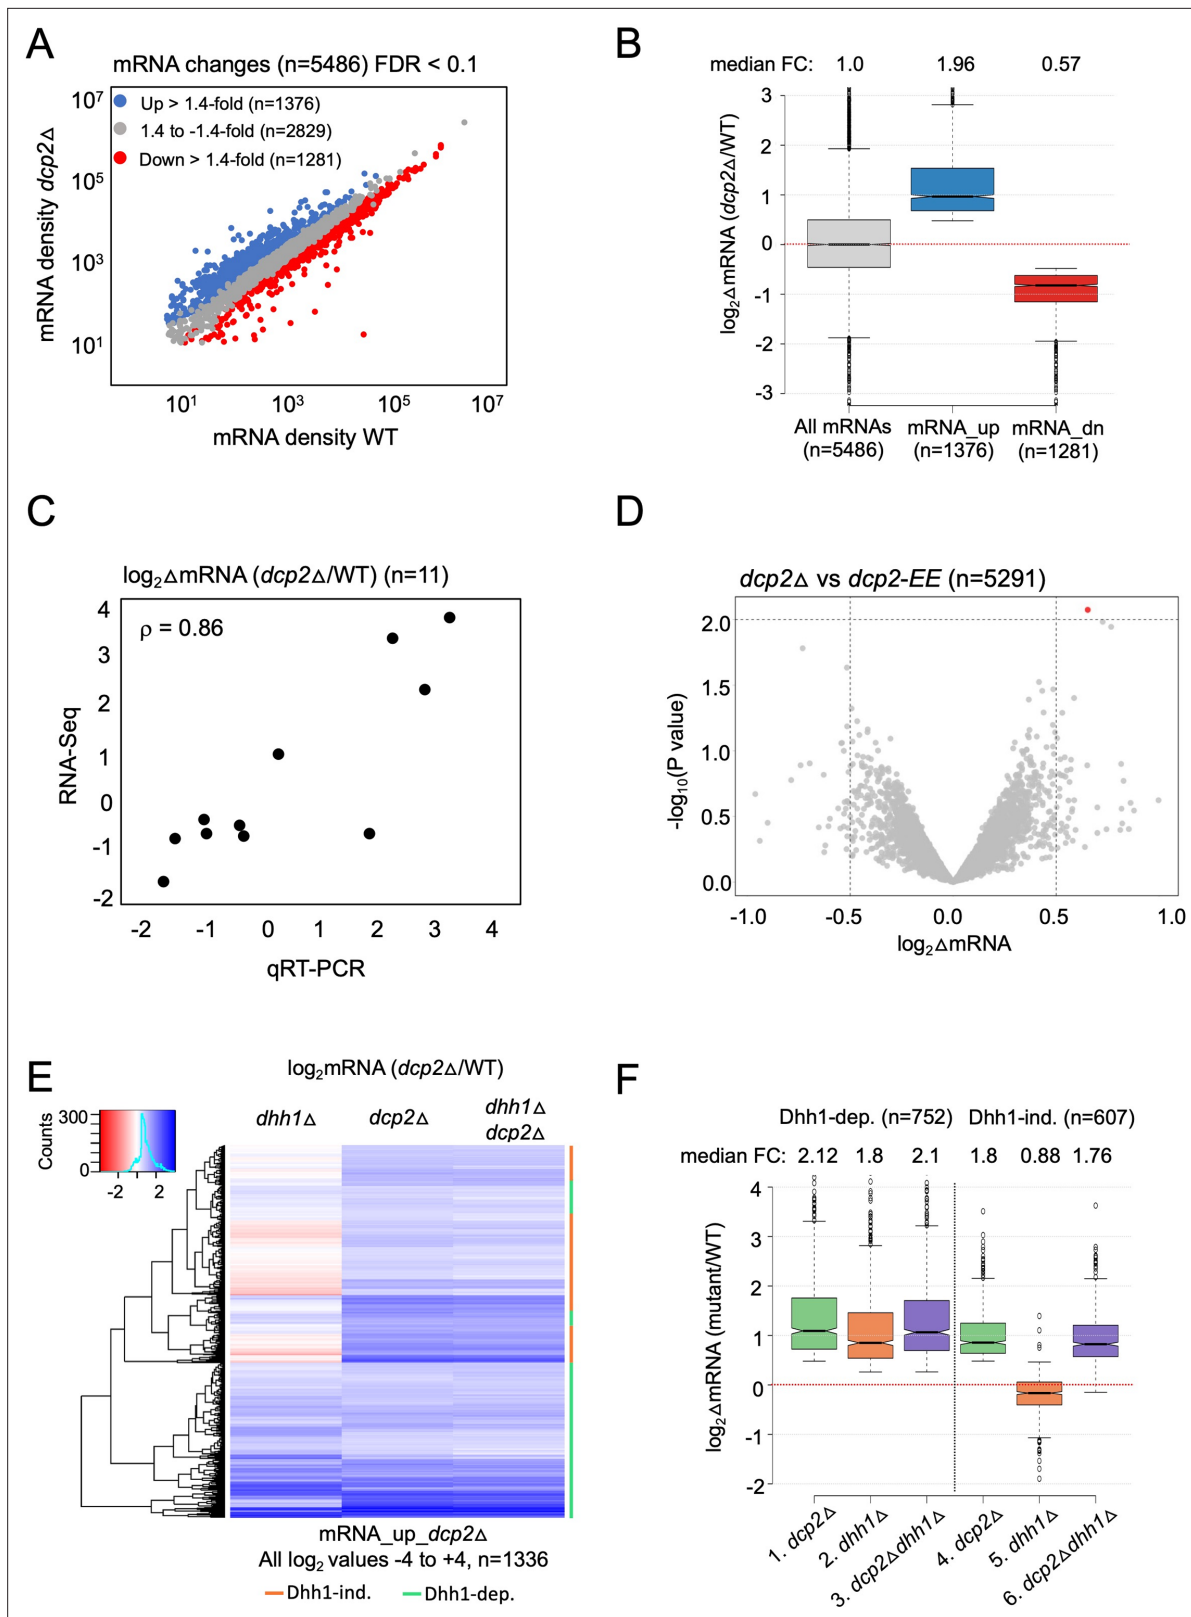 A
mRNA changes (n=5486) FDR < 0.1
Up > 1.4-fold (n=1376)
1.4 to -1.4-fold (n=2829)
Down > 1.4-fold (n=1281)
10⁷
10⁵
10³
10¹
mRNA density dcp2Δ
10¹ 10³ 10⁵ 10⁷
mRNA density WT
B
median FC: 1.0 1.96 0.57
3
2
1
0
-1
-2
-3
log₂ΔmRNA (dcp2Δ/WT)
All mRNAs mRNA_up mRNA_dn
(n=5486) (n=1376) (n=1281)
C
log₂ΔmRNA (dcp2Δ/WT) (n=11)
ρ = 0.86
4
3
2
1
0
-1
-2
RNA-Seq
-2 -1 0 1 2 3 4
qRT-PCR
D
dcp2Δ vs dcp2-EE (n=5291)
2.0
1.5
1.0
0.5
0.0
-log₁₀(P value)
-1.0 -0.5 0.0 0.5 1.0
log₂ΔmRNA
E
log₂mRNA (dcp2Δ/WT)
300
0
Counts
-2 0 2
dhh1Δ dcp2Δ dhh1Δ
dcp2Δ
mRNA_up_dcp2Δ
All log₂ values -4 to +4, n=1336
Dhh1-ind. Dhh1-dep.
F
Dhh1-dep. (n=752) Dhh1-ind. (n=607)
median FC: 2.12 1.8 2.1 1.8 0.88 1.76
4
3
2
1
0
-1
-2
log₂ΔmRNA (mutant/WT)
1. dcp2Δ
2. dhh1Δ
3. dcp2Δdhh1Δ
4. dcp2Δ
5. dhh1Δ
6. dcp2Δdhh1Δ